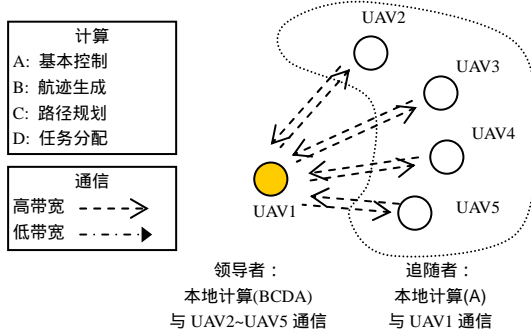 计算
A: 基本控制
B: 航迹生成
C: 路径规划
D: 任务分配
通信
高带宽
低带宽
UAV2
UAV3
UAV4
UAV5
UAV1
领导者：
本地计算(BCDA)
与 UAV2~UAV5 通信
追随者：
本地计算(A)
与 UAV1 通信